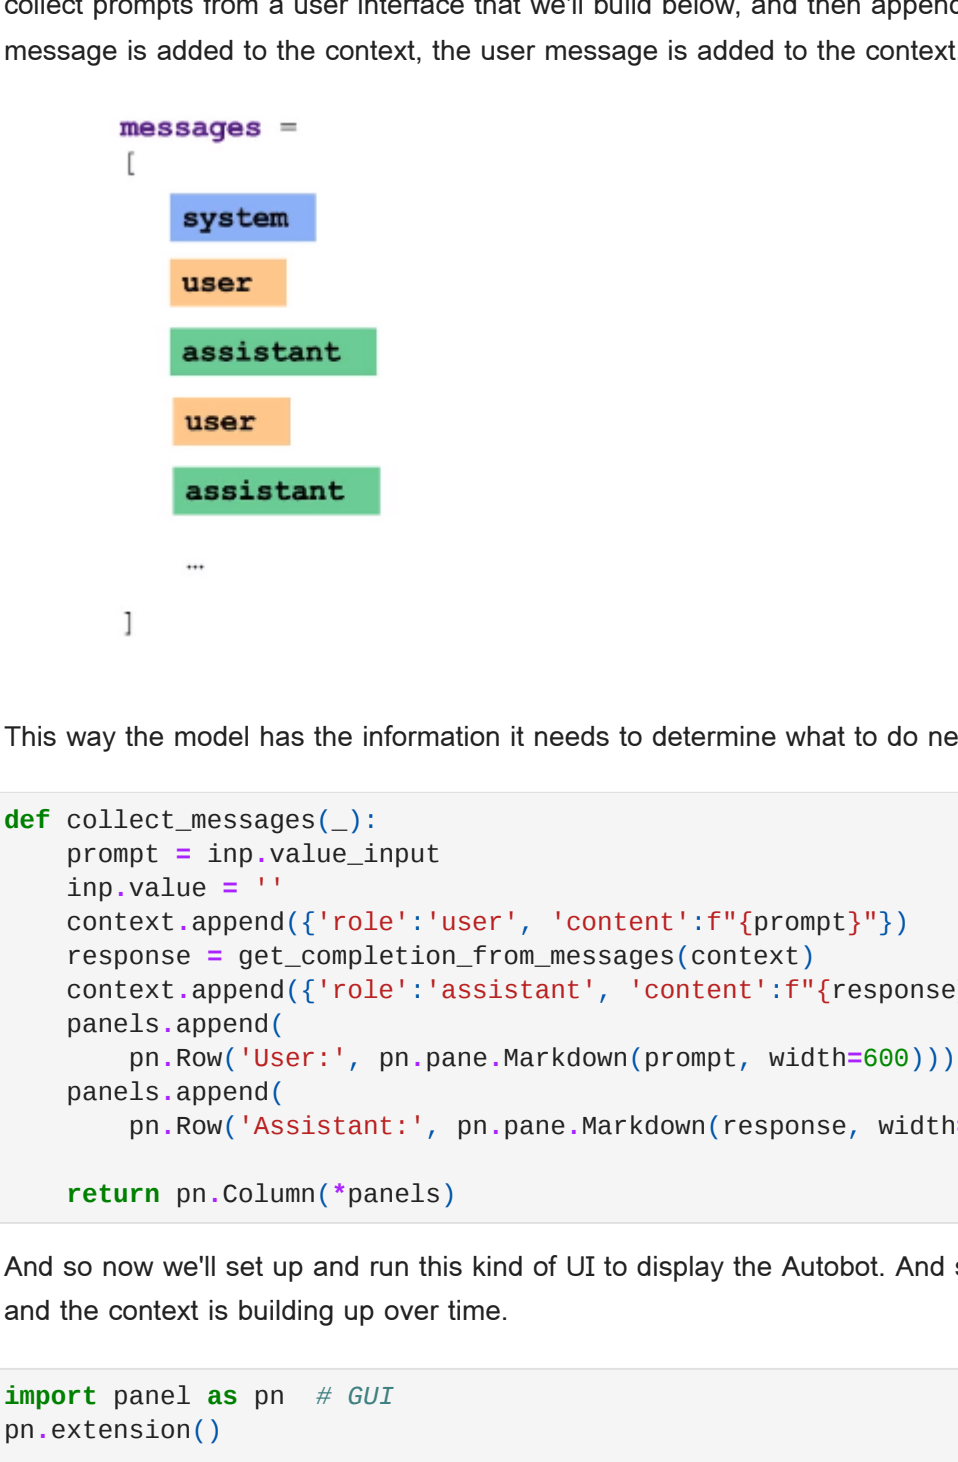 collect prompts from a user interface that we'll build below, and then append
message is added to the context, the user message is added to the context
messages =
[
system
user
assistant
user
assistant
...
]
This way the model has the information it needs to determine what to do ne
def collect_messages(_):
    prompt = inp.value_input
    inp.value = ''
    context.append({'role':'user', 'content':f"{prompt}"})
    response = get_completion_from_messages(context)
    context.append({'role':'assistant', 'content':f"{response
    panels.append(
        pn.Row('User:', pn.pane.Markdown(prompt, width=600)))
    panels.append(
        pn.Row('Assistant:', pn.pane.Markdown(response, width
    return pn.Column(*panels)
And so now we'll set up and run this kind of UI to display the Autobot. And s
and the context is building up over time.
import panel as pn  # GUI
pn.extension()